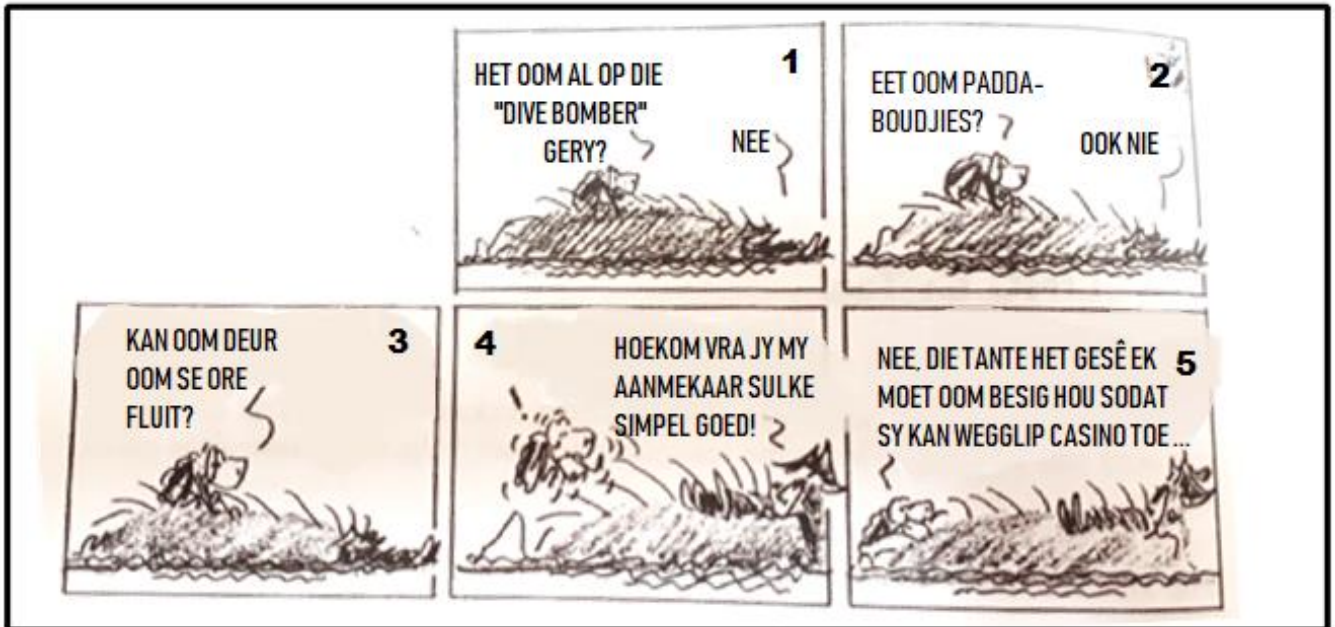 1
HET OOM AL OP DIE
"DIVE BOMBER"
GERY?
NEE
2
EET OOM PADDA-
BOUDJIES?
OOK NIE
3
KAN OOM DEUR
OOM SE ORE
FLUIT?
4
HOEKOM VRA JY MY
AANMEKAAR SULKE
SIMPEL GOED!
5
NEE, DIE TANTE HET GESÊ EK
MOET OOM BESIG HOU SODAT
SY KAN WEGGLIP CASINO TOE ...